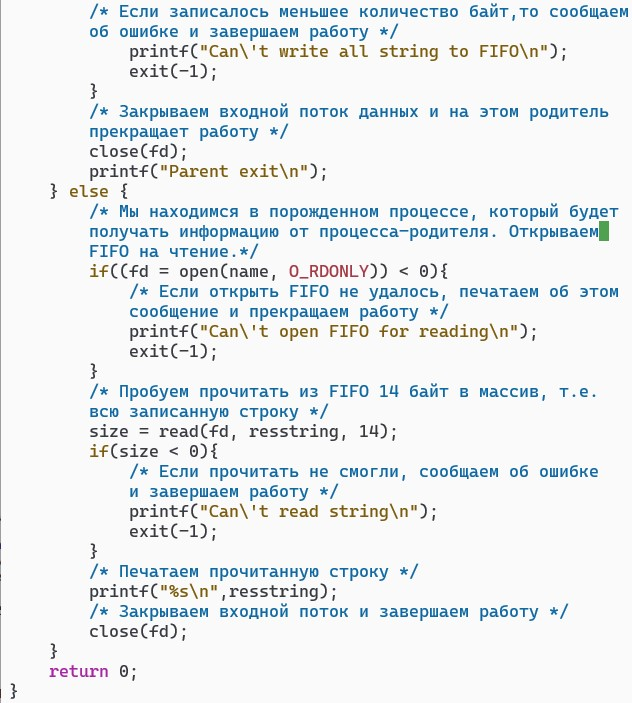 /* Если записалось меньшее количество байт,то сообщаем
об ошибке и завершаем работу */
printf("Can\'t write all string to FIFO\n");
exit(-1);
}
/* Закрываем входной поток данных и на этом родитель
прекращает работу */
close(fd);
printf("Parent exit\n");
} else {
/* Мы находимся в порожденном процессе, который будет
получать информацию от процесса-родителя. Открываем
FIFO на чтение.*/
if((fd = open(name, O_RDONLY)) < 0){
/* Если открыть FIFO не удалось, печатаем об этом
сообщение и прекращаем работу */
printf("Can\'t open FIFO for reading\n");
exit(-1);
}
/* Пробуем прочитать из FIFO 14 байт в массив, т.е.
всю записанную строку */
size = read(fd, resstring, 14);
if(size < 0){
/* Если прочитать не смогли, сообщаем об ошибке
и завершаем работу */
printf("Can\'t read string\n");
exit(-1);
}
/* Печатаем прочитанную строку */
printf("%s\n",resstring);
/* Закрываем входной поток и завершаем работу */
close(fd);
}
return 0;
}